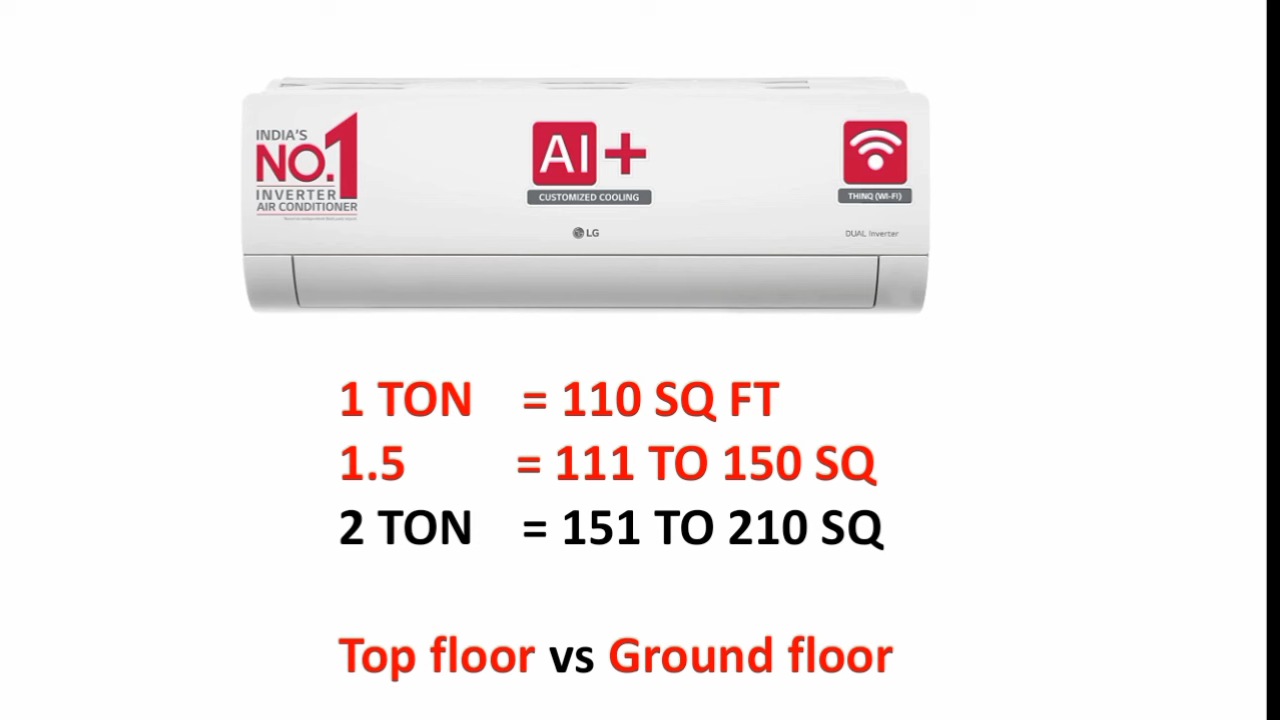 INDIA'S
NO.1
INVERTER
AIR CONDITIONER
AI+
CUSTOMIZED COOLING
LG
THINQ (WI-FI)
DUAL Inverter
1 TON = 110 SQ FT
1.5 = 111 TO 150 SQ
2 TON = 151 TO 210 SQ
Top floor vs Ground floor